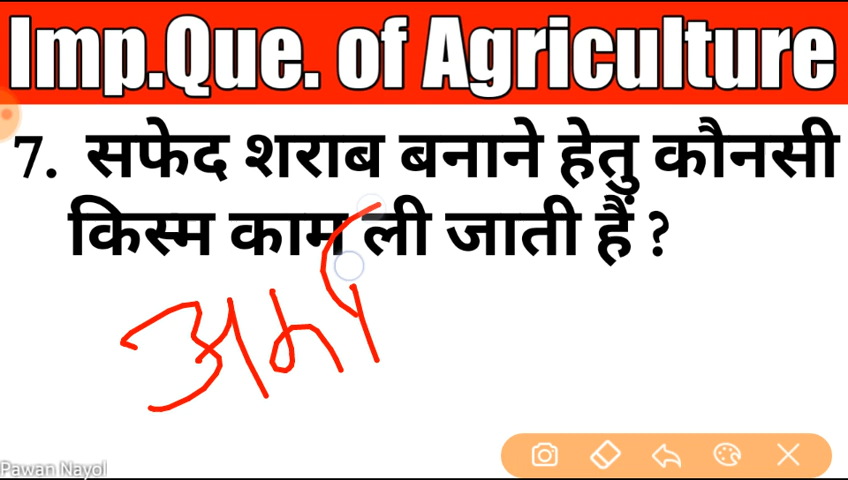 Imp.Que. of Agriculture
7. सफेद शराब बनाने हेतु कौनसी
किस्म काम ली जाती हैं ?
Pawan Nayol